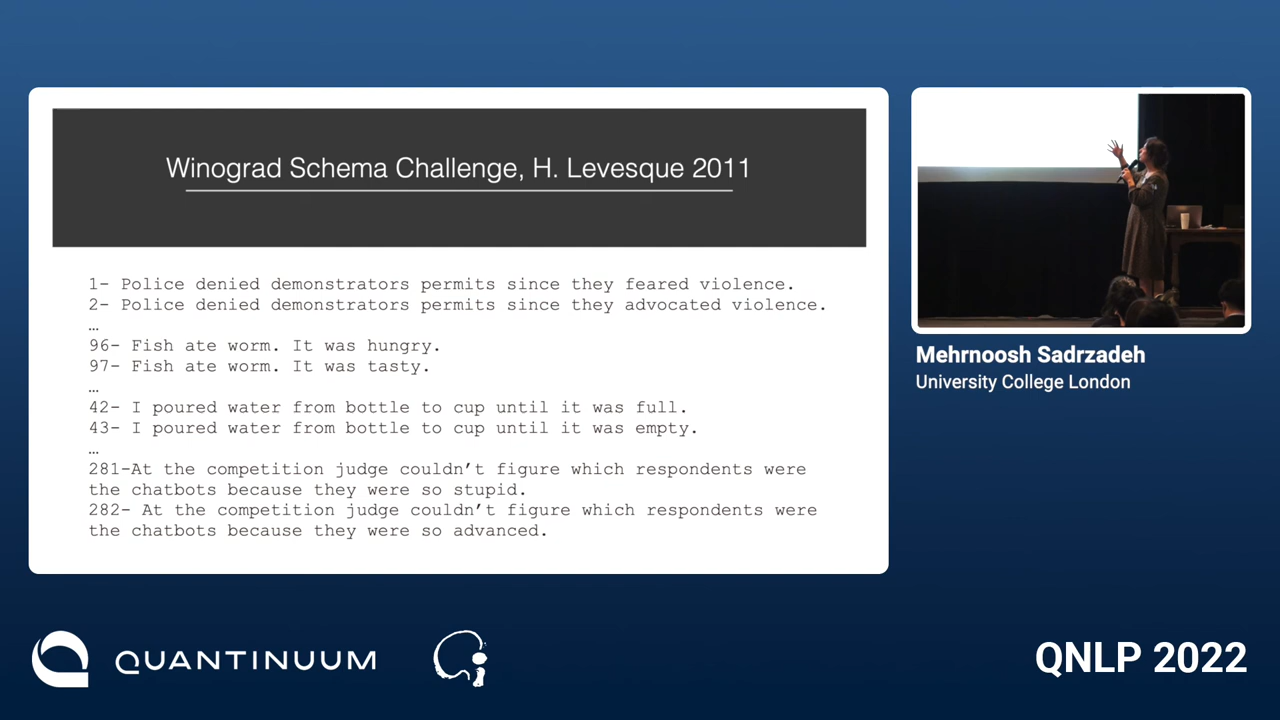 Winograd Schema Challenge, H. Levesque 2011
1- Police denied demonstrators permits since they feared violence.
2- Police denied demonstrators permits since they advocated violence.
…
96- Fish ate worm. It was hungry.
97- Fish ate worm. It was tasty.
…
42- I poured water from bottle to cup until it was full.
43- I poured water from bottle to cup until it was empty.
…
281-At the competition judge couldn’t figure which respondents were
the chatbots because they were so stupid.
282- At the competition judge couldn’t figure which respondents were
the chatbots because they were so advanced.
Mehrnoosh Sadrzadeh
University College London
QUANTINUUM
QNLP 2022